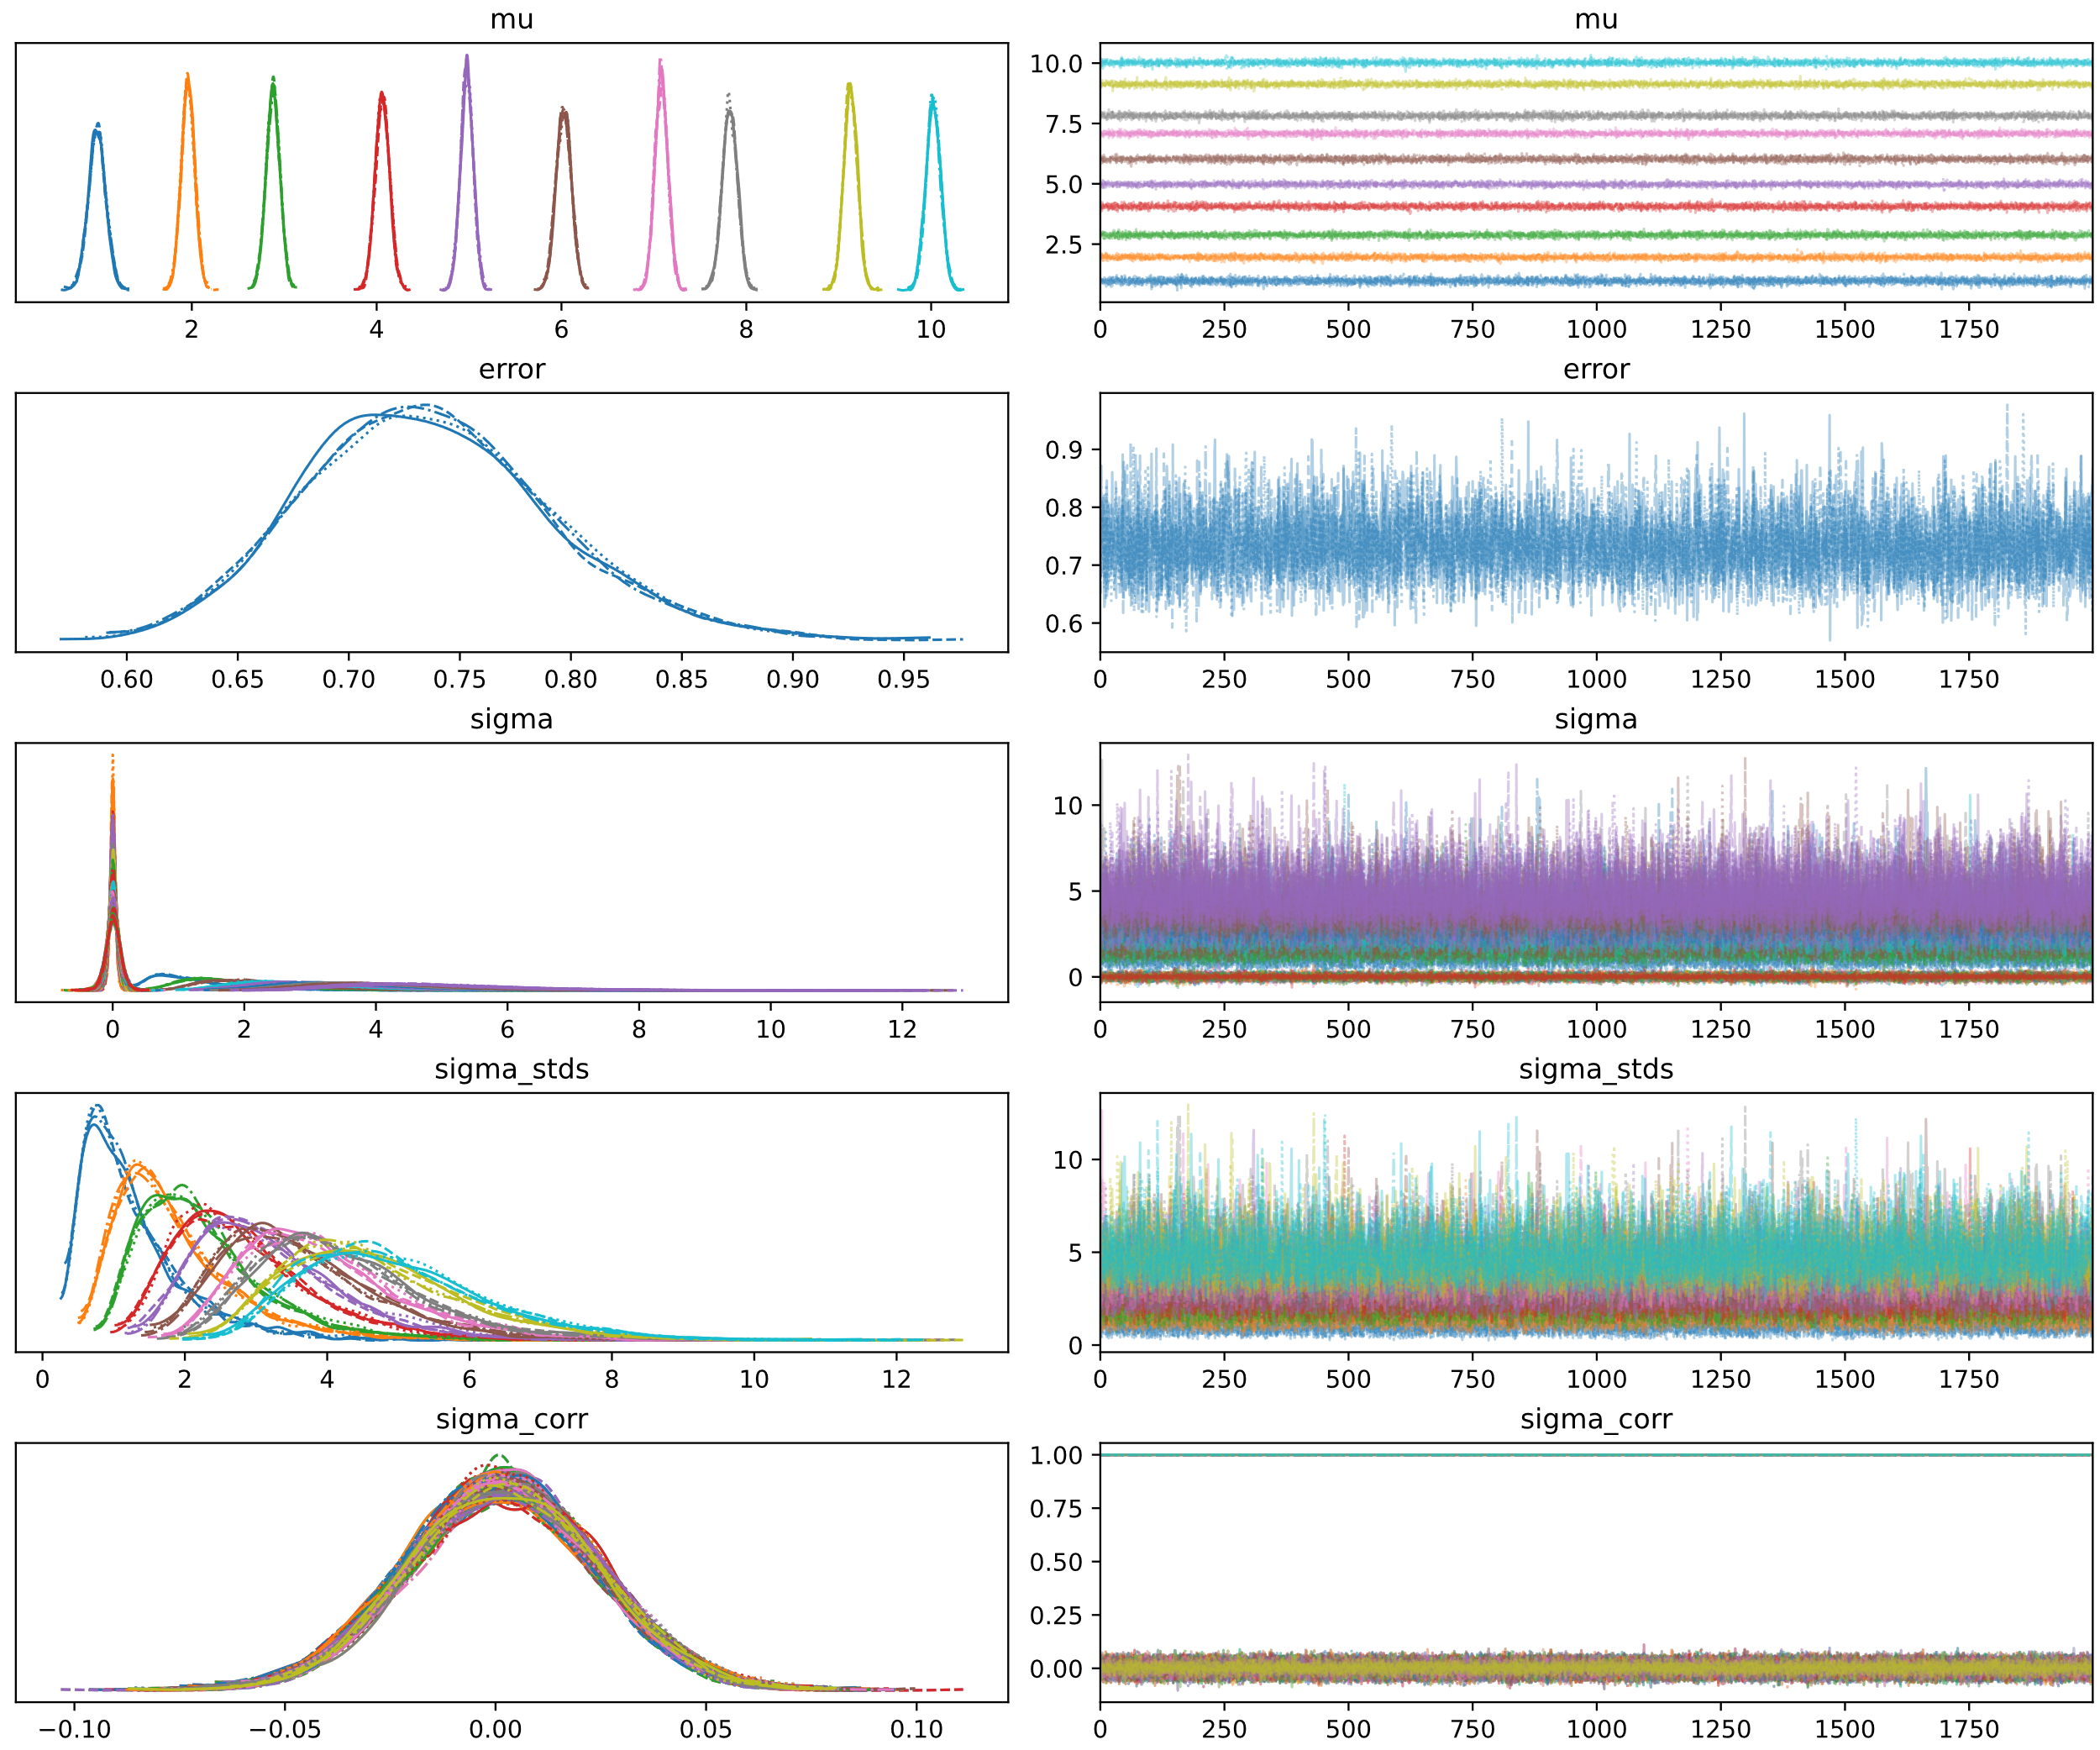 mu
mu
2 4 6 8 10
10.0
7.5
5.0
2.5
0 250 500 750 1000 1250 1500 1750
error
error
0.60 0.65 0.70 0.75 0.80 0.85 0.90 0.95
0.9
0.8
0.7
0.6
0 250 500 750 1000 1250 1500 1750
sigma
sigma
0 2 4 6 8 10 12
10
5
0
0 250 500 750 1000 1250 1500 1750
sigma_stds
sigma_stds
0 2 4 6 8 10 12
10
5
0
0 250 500 750 1000 1250 1500 1750
sigma_corr
sigma_corr
−0.10 −0.05 0.00 0.05 0.10
1.00
0.75
0.50
0.25
0.00
0 250 500 750 1000 1250 1500 1750